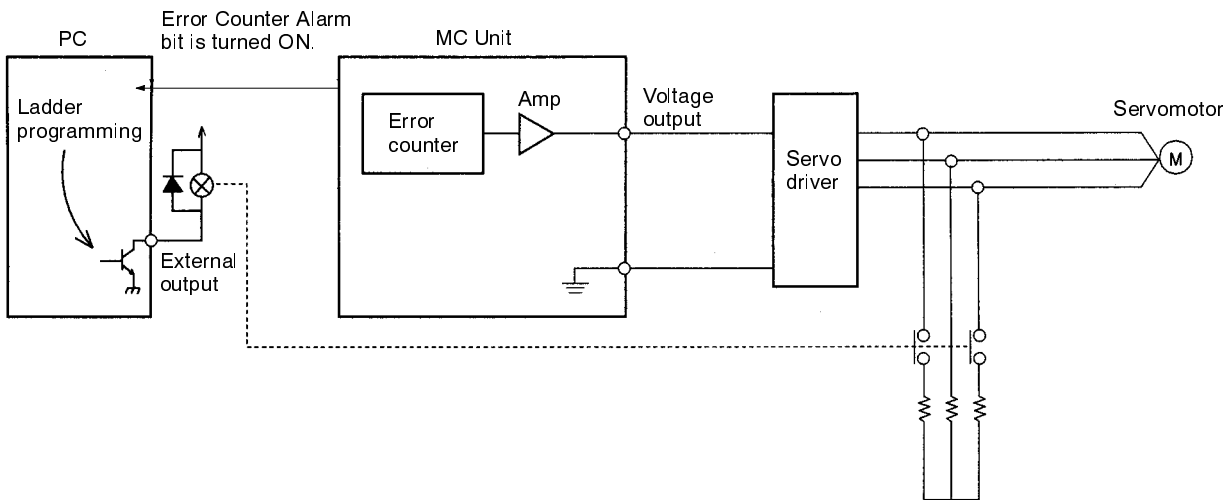 Error Counter Alarm
bit is turned ON.
PC
MC Unit
Ladder
programming
Error
counter
Amp
Voltage
output
Servo
driver
Servomotor
M
External
output